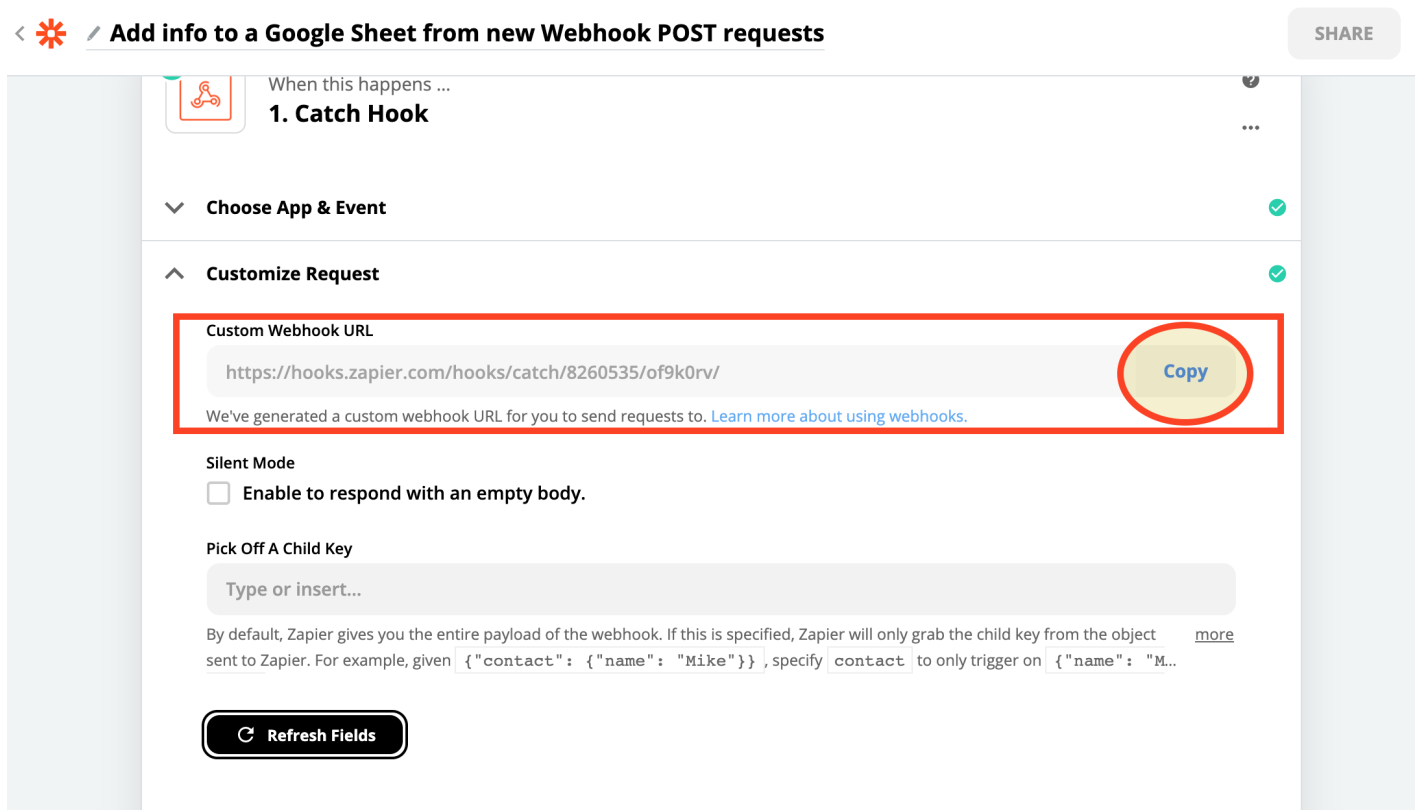 Add info to a Google Sheet from new Webhook POST requests
SHARE
When this happens ...
1. Catch Hook
Choose App & Event
Customize Request
Custom Webhook URL
https://hooks.zapier.com/hooks/catch/8260535/of9k0rv/
Copy
We've generated a custom webhook URL for you to send requests to. Learn more about using webhooks.
Silent Mode
Enable to respond with an empty body.
Pick Off A Child Key
Type or insert...
By default, Zapier gives you the entire payload of the webhook. If this is specified, Zapier will only grab the child key from the object more
sent to Zapier. For example, given {"contact": {"name": "Mike"}} , specify contact to only trigger on {"name": "M...
Refresh Fields